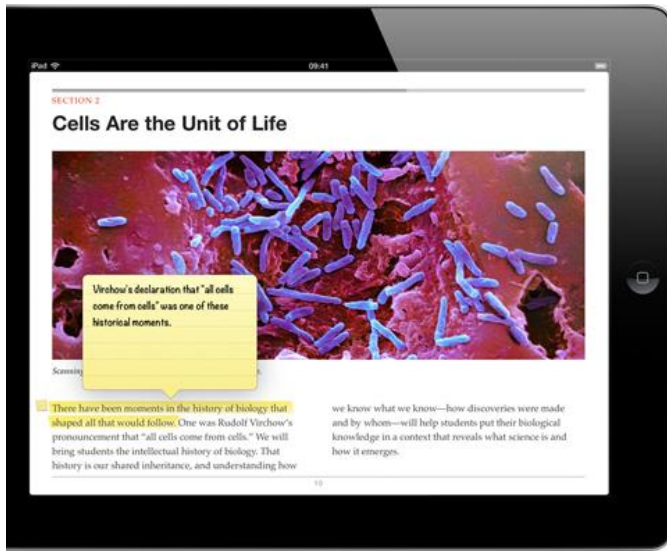 iPad
09:41
SECTION 2
Cells Are the Unit of Life
Virchow's declaration that "all cells
come from cells" was one of these
historical moments.
Scanning
There have been moments in the history of biology that
shaped all that would follow. One was Rudolf Virchow's
pronouncement that "all cells come from cells." We will
bring students the intellectual history of biology. That
history is our shared inheritance, and understanding how
we know what we know—how discoveries were made
and by whom—will help students put their biological
knowledge in a context that reveals what science is and
how it emerges.